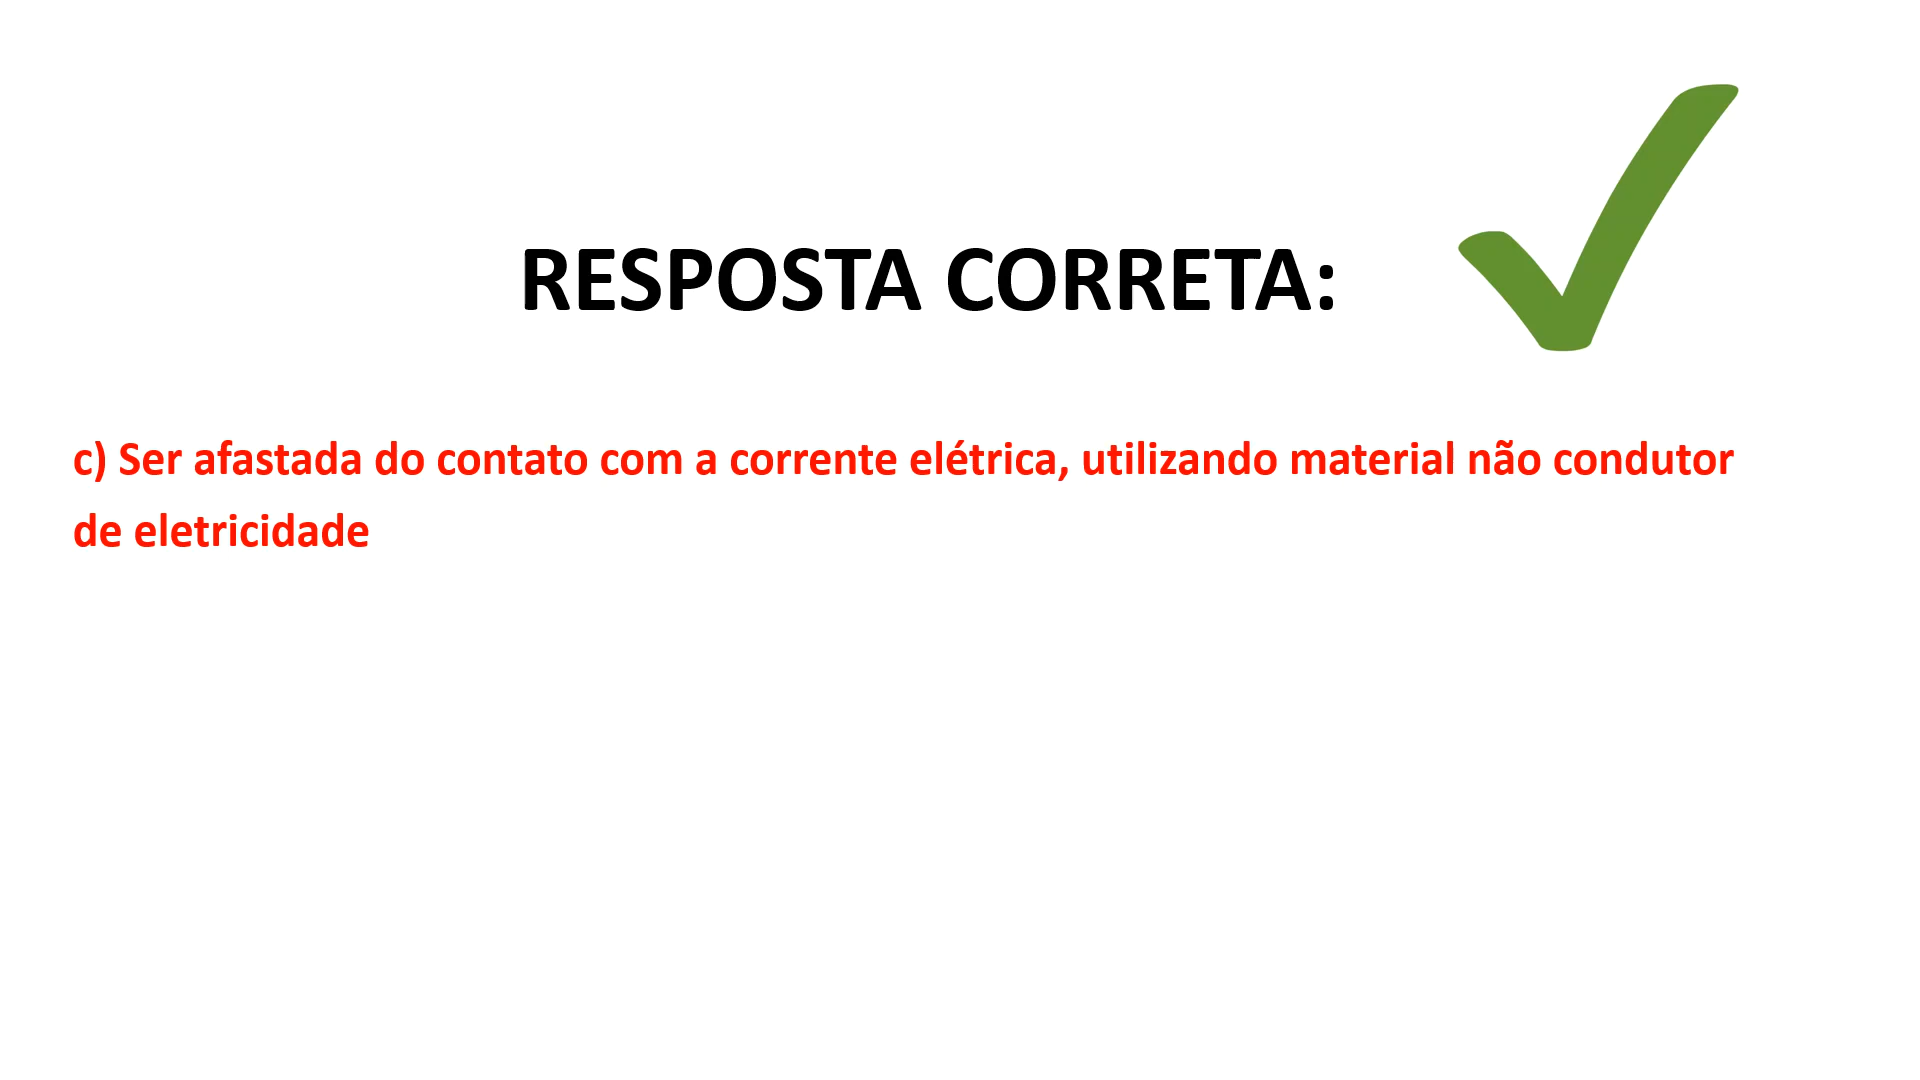 RESPOSTA CORRETA:
c) Ser afastada do contato com a corrente elétrica, utilizando material não condutor
de eletricidade